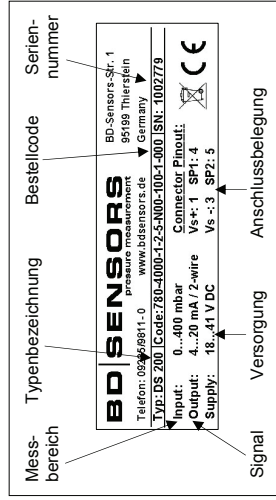 Mess-
bereich
Typenbezeichnung
Bestellcode
Serien-
nummer
BD SENSORS
pressure measurement
BD-Sensors-Str. 1
95199 Thierstein
Telefon: 09235/9811-0 www.bdsensors.de Germany
Typ: DS 200 Code: 780-4000-1-2-5-N00-100-1-000 SN: 1002779
Input: 0...400 mbar Connector Pinout:
Output: 4...20 mA / 2-wire Vs+: 1 SP1: 4
Supply: 18...41 V DC Vs -: 3 SP2: 5
CE
Signal
Versorgung
Anschlussbelegung